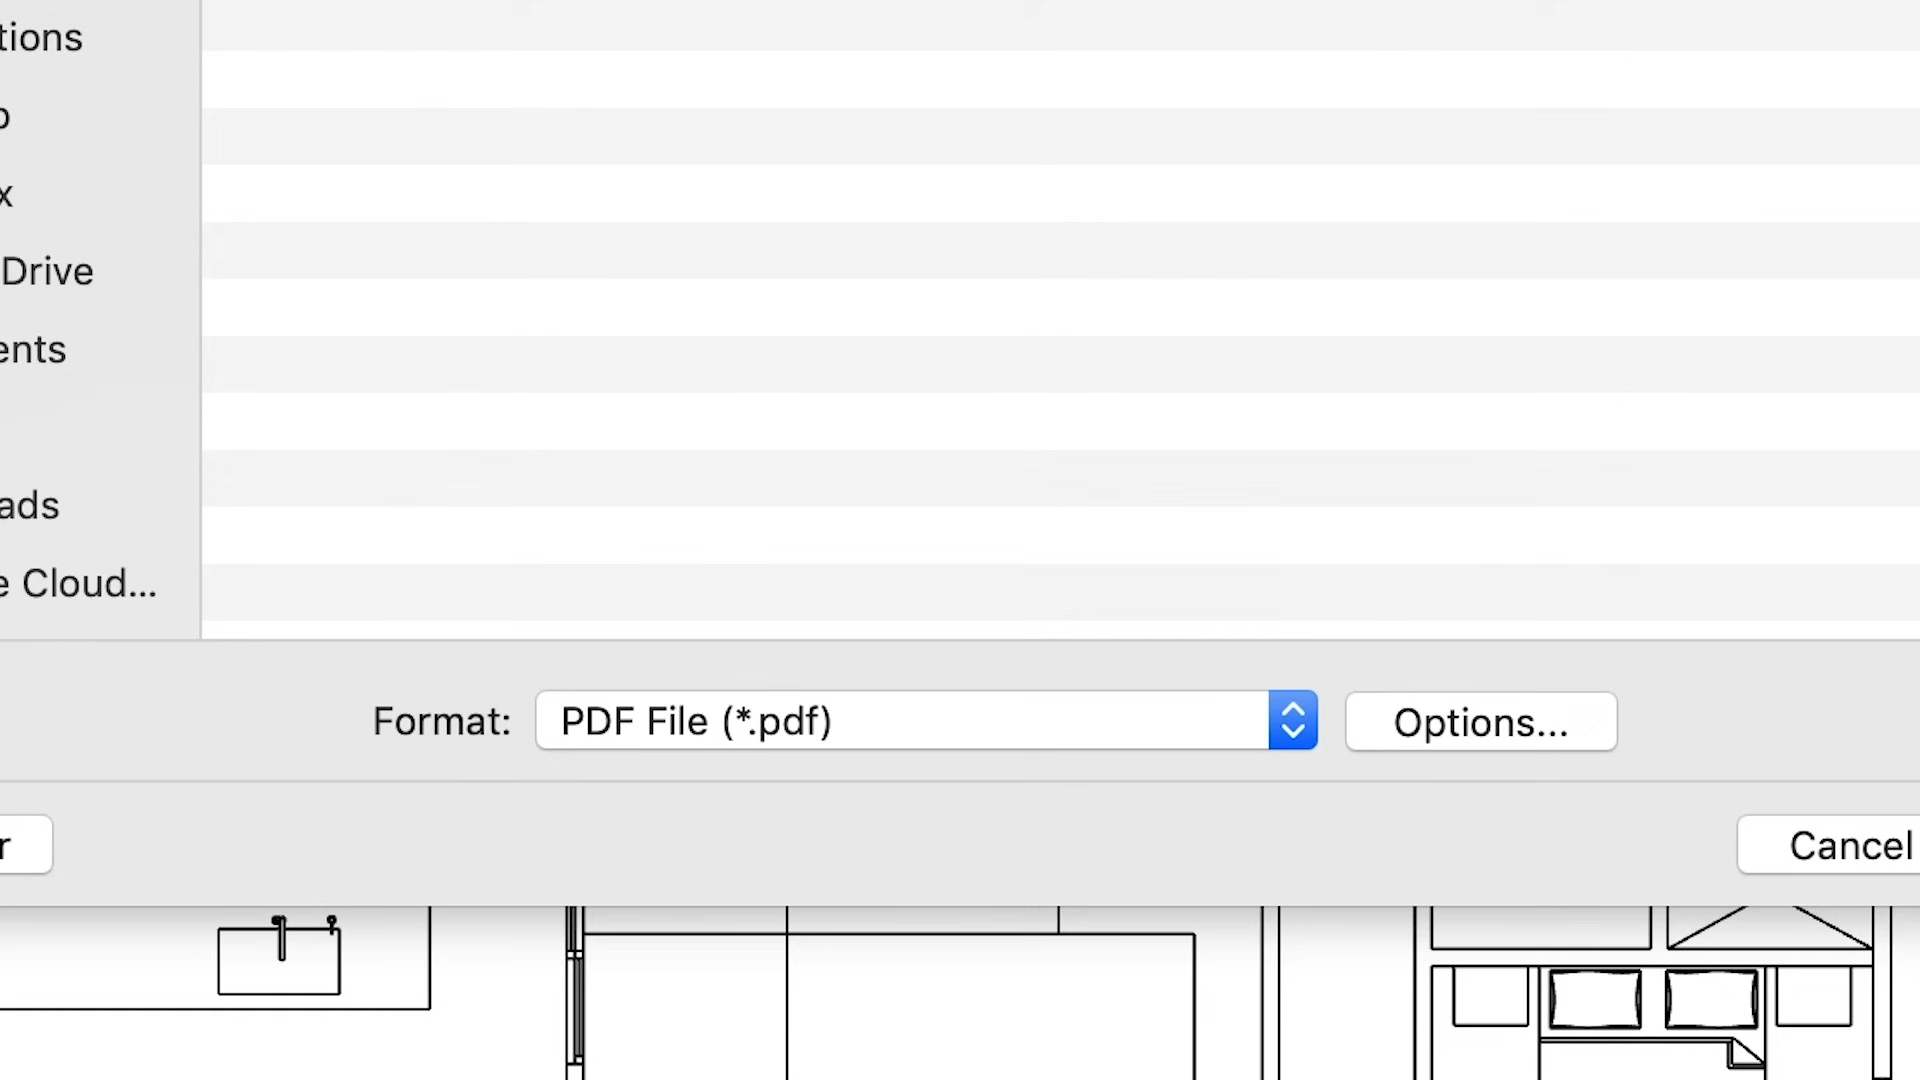 tions
p
x
Drive
ents
ads
e Cloud...
Format: PDF File (*.pdf) Options...
r Cancel